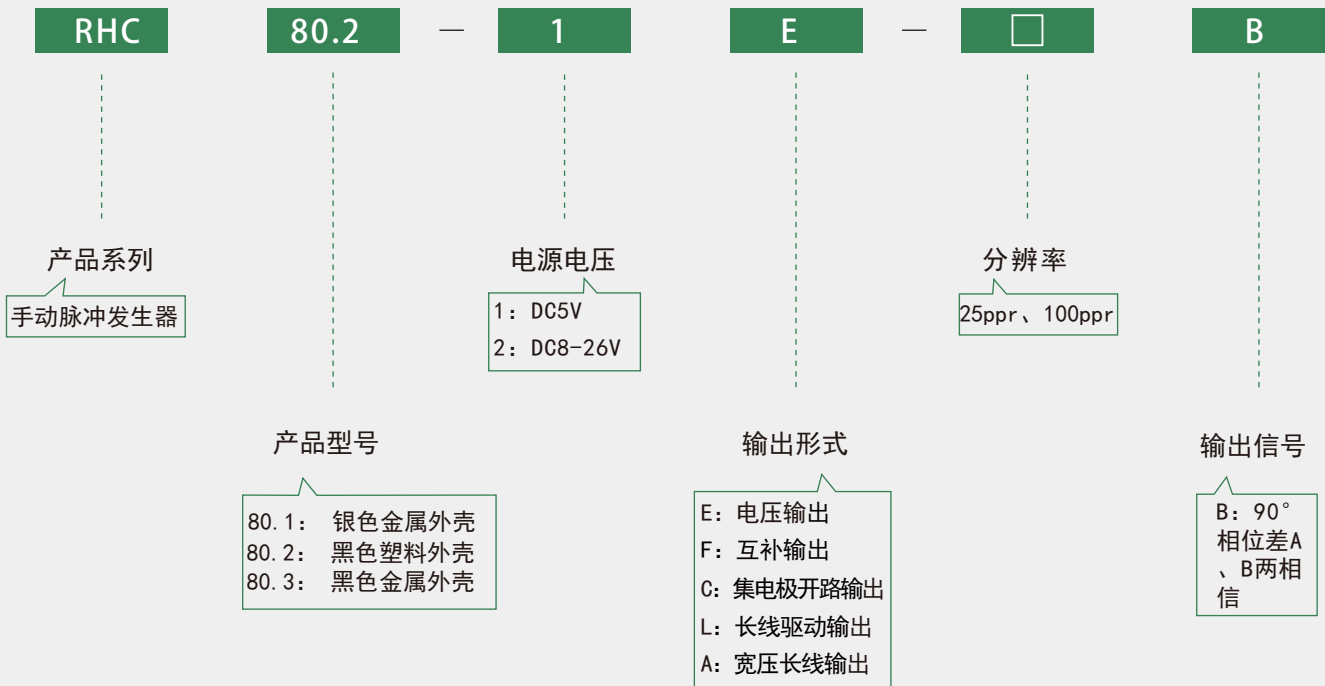 RHC 80.2 — 1 E — □ B
产品系列
手动脉冲发生器
电源电压
1: DC5V
2: DC8-26V
分辨率
25ppr、100ppr
产品型号
80.1: 银色金属外壳
80.2: 黑色塑料外壳
80.3: 黑色金属外壳
输出形式
E: 电压输出
F: 互补输出
C: 集电极开路输出
L: 长线驱动输出
A: 宽压长线输出
输出信号
B: 90°
相位差A
、B两相
信